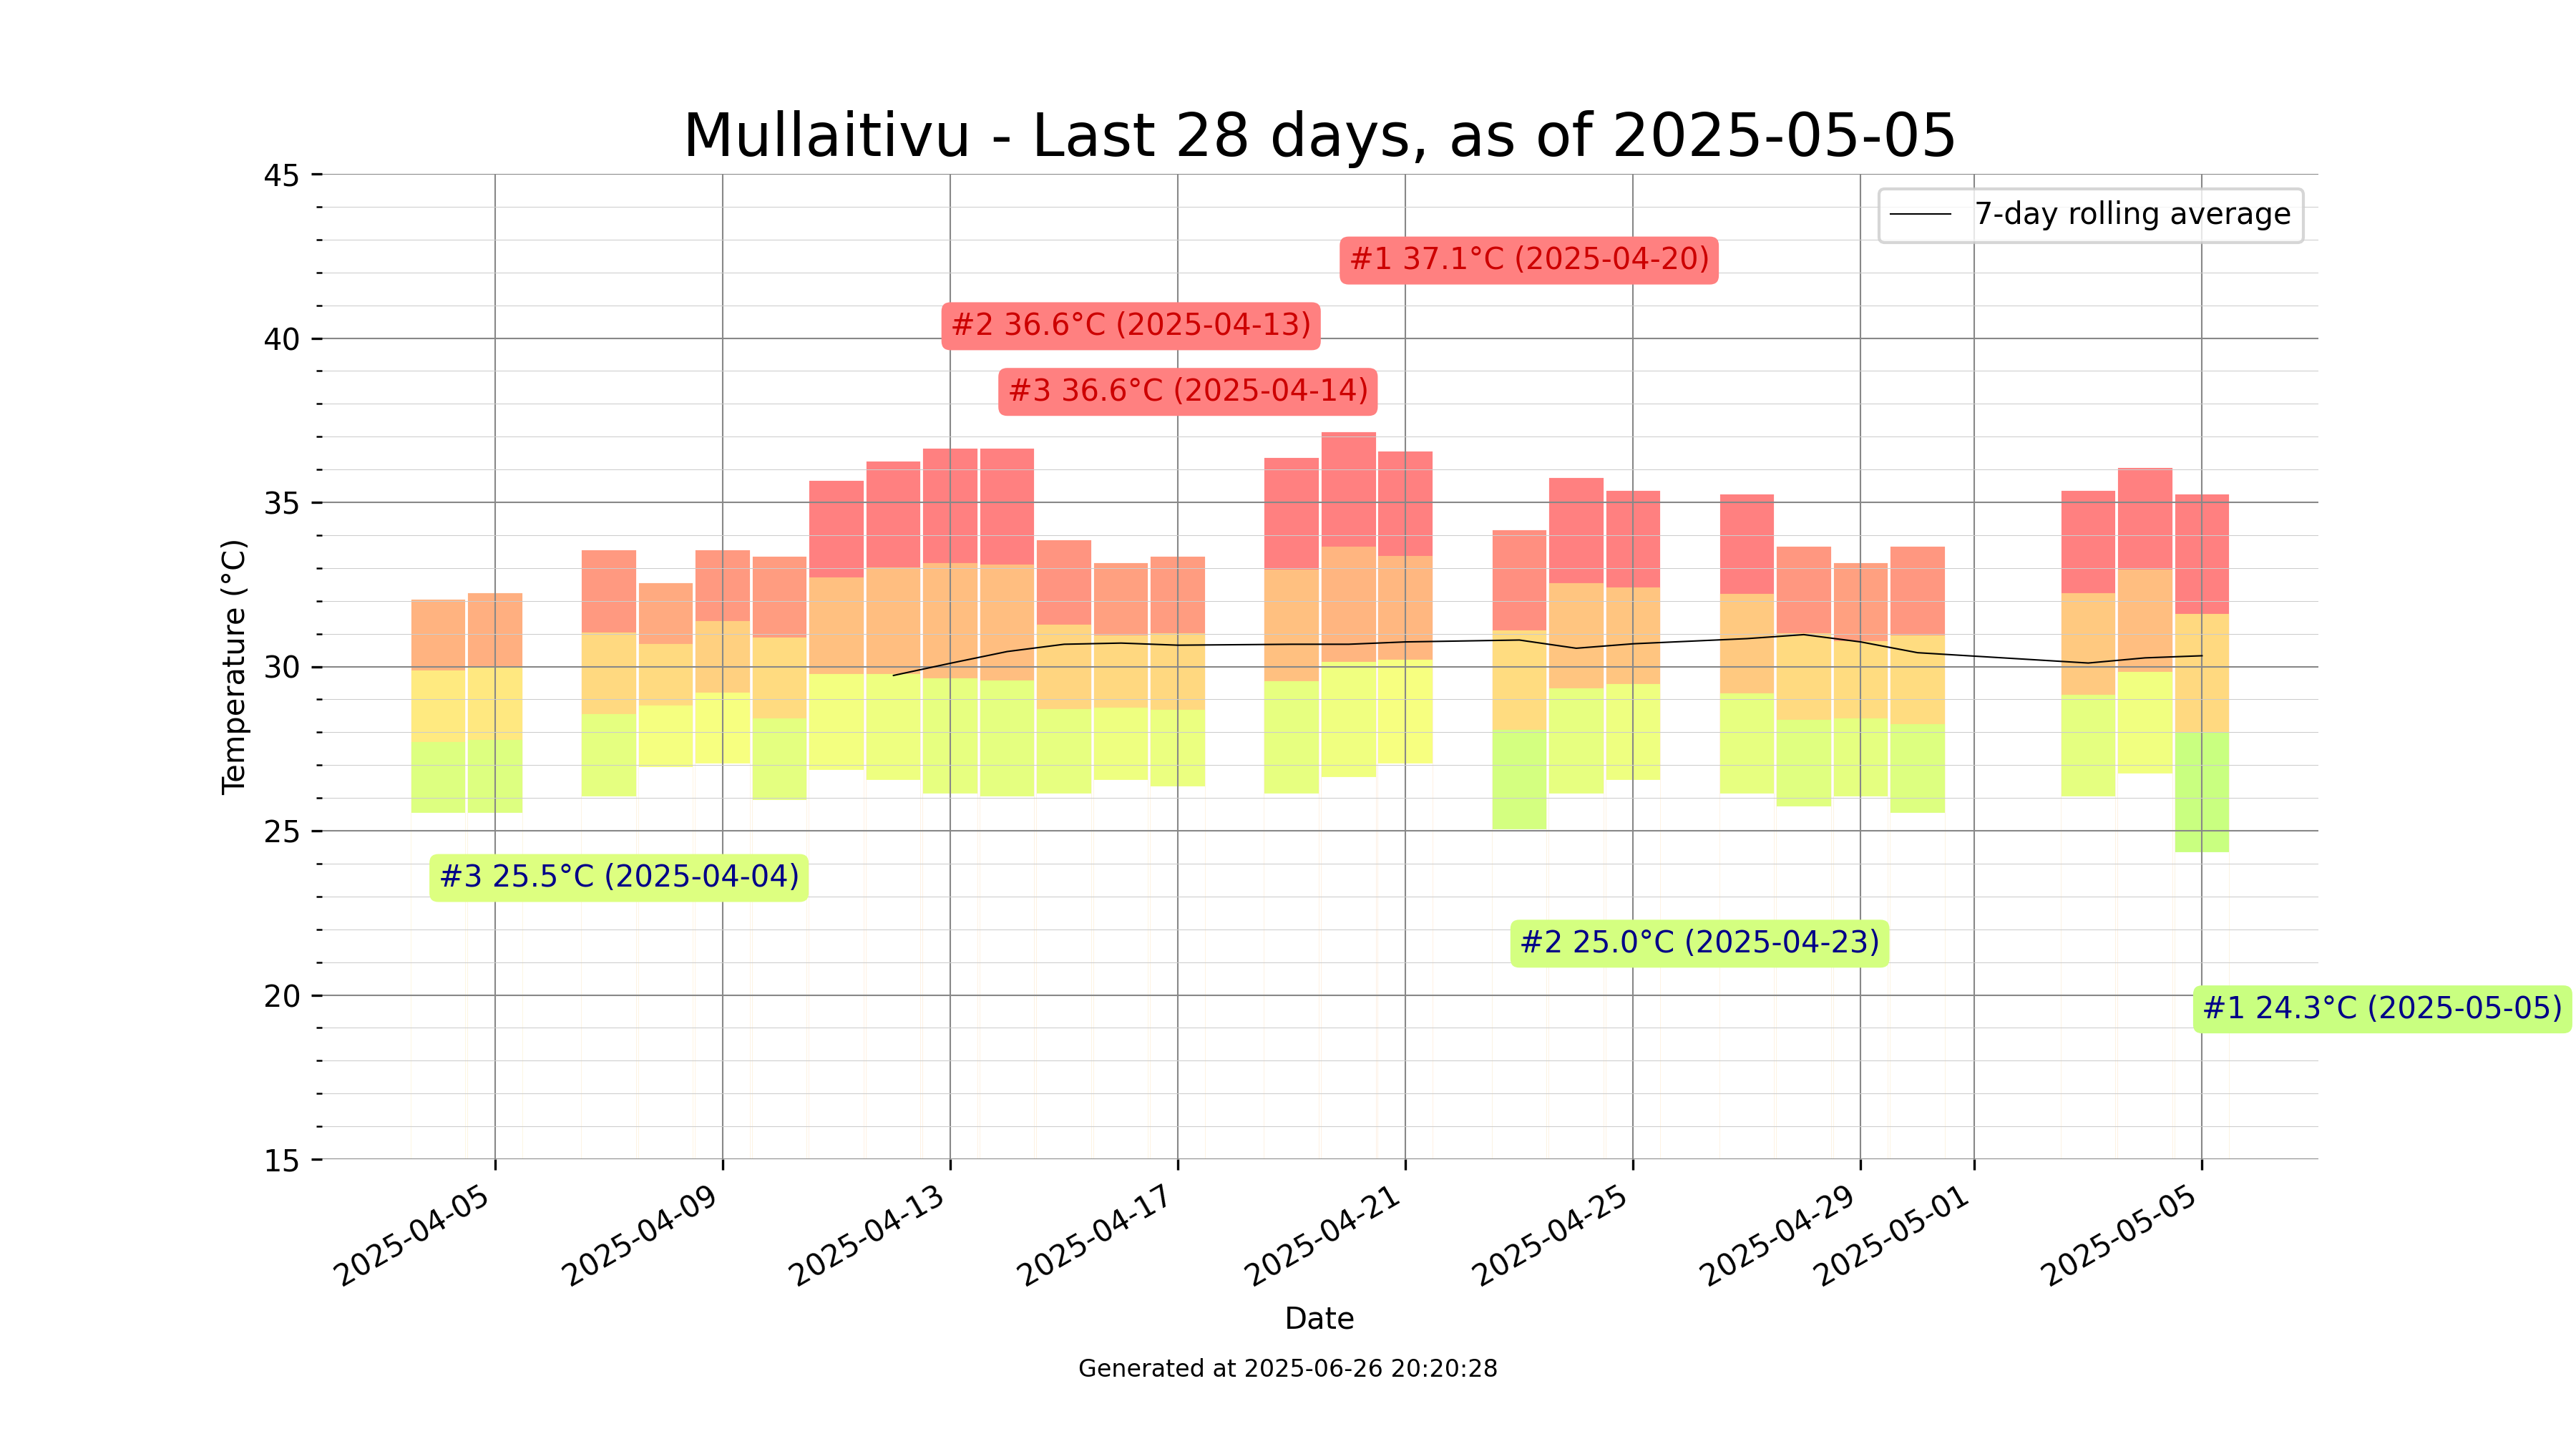 Mullaitivu - Last 28 days, as of 2025-05-05
7-day rolling average
#1 37.1°C (2025-04-20)
#2 36.6°C (2025-04-13)
#3 36.6°C (2025-04-14)
#3 25.5°C (2025-04-04)
#2 25.0°C (2025-04-23)
#1 24.3°C (2025-05-05)
Temperature (°C)
45
40
35
30
25
20
15
2025-04-05
2025-04-09
2025-04-13
2025-04-17
2025-04-21
2025-04-25
2025-04-29
2025-05-01
2025-05-05
Date
Generated at 2025-06-26 20:20:28